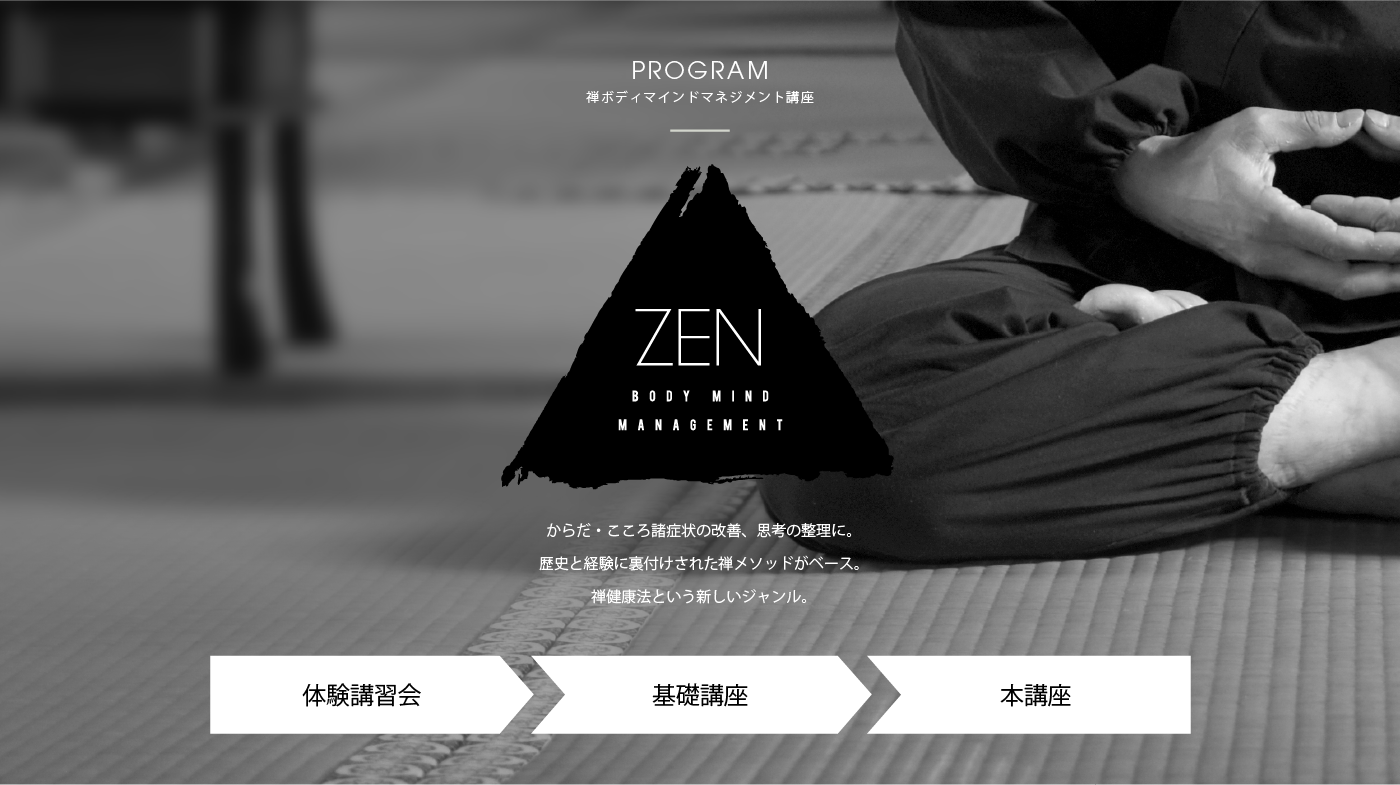 PROGRAM
禅ボディマインドマネジメント講座
ZEN
BODY MIND
MANAGEMENT
からだ・こころ諸症状の改善、思考の整理に。
歴史と経験に裏付けされた禅メソッドがベース。
禅健康法という新しいジャンル。
体験講習会
基礎講座
本講座